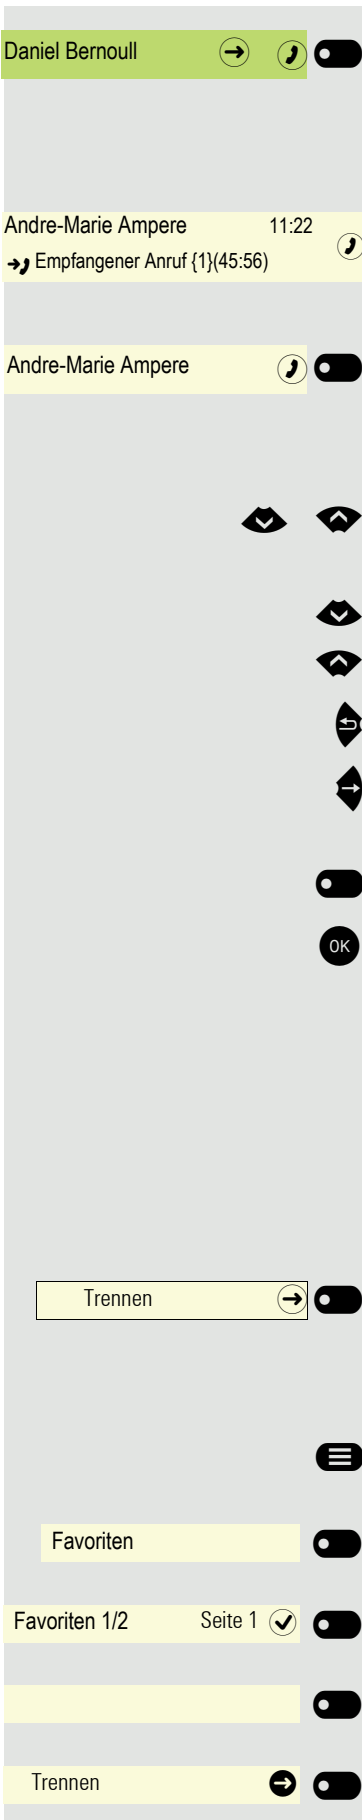 Daniel Bernoull
Andre-Marie Ampere 11:22
Empfangener Anruf {1}(45:56)
Andre-Marie Ampere
OK
Trennen
Favoriten
Favoriten 1/2 Seite 1
Trennen